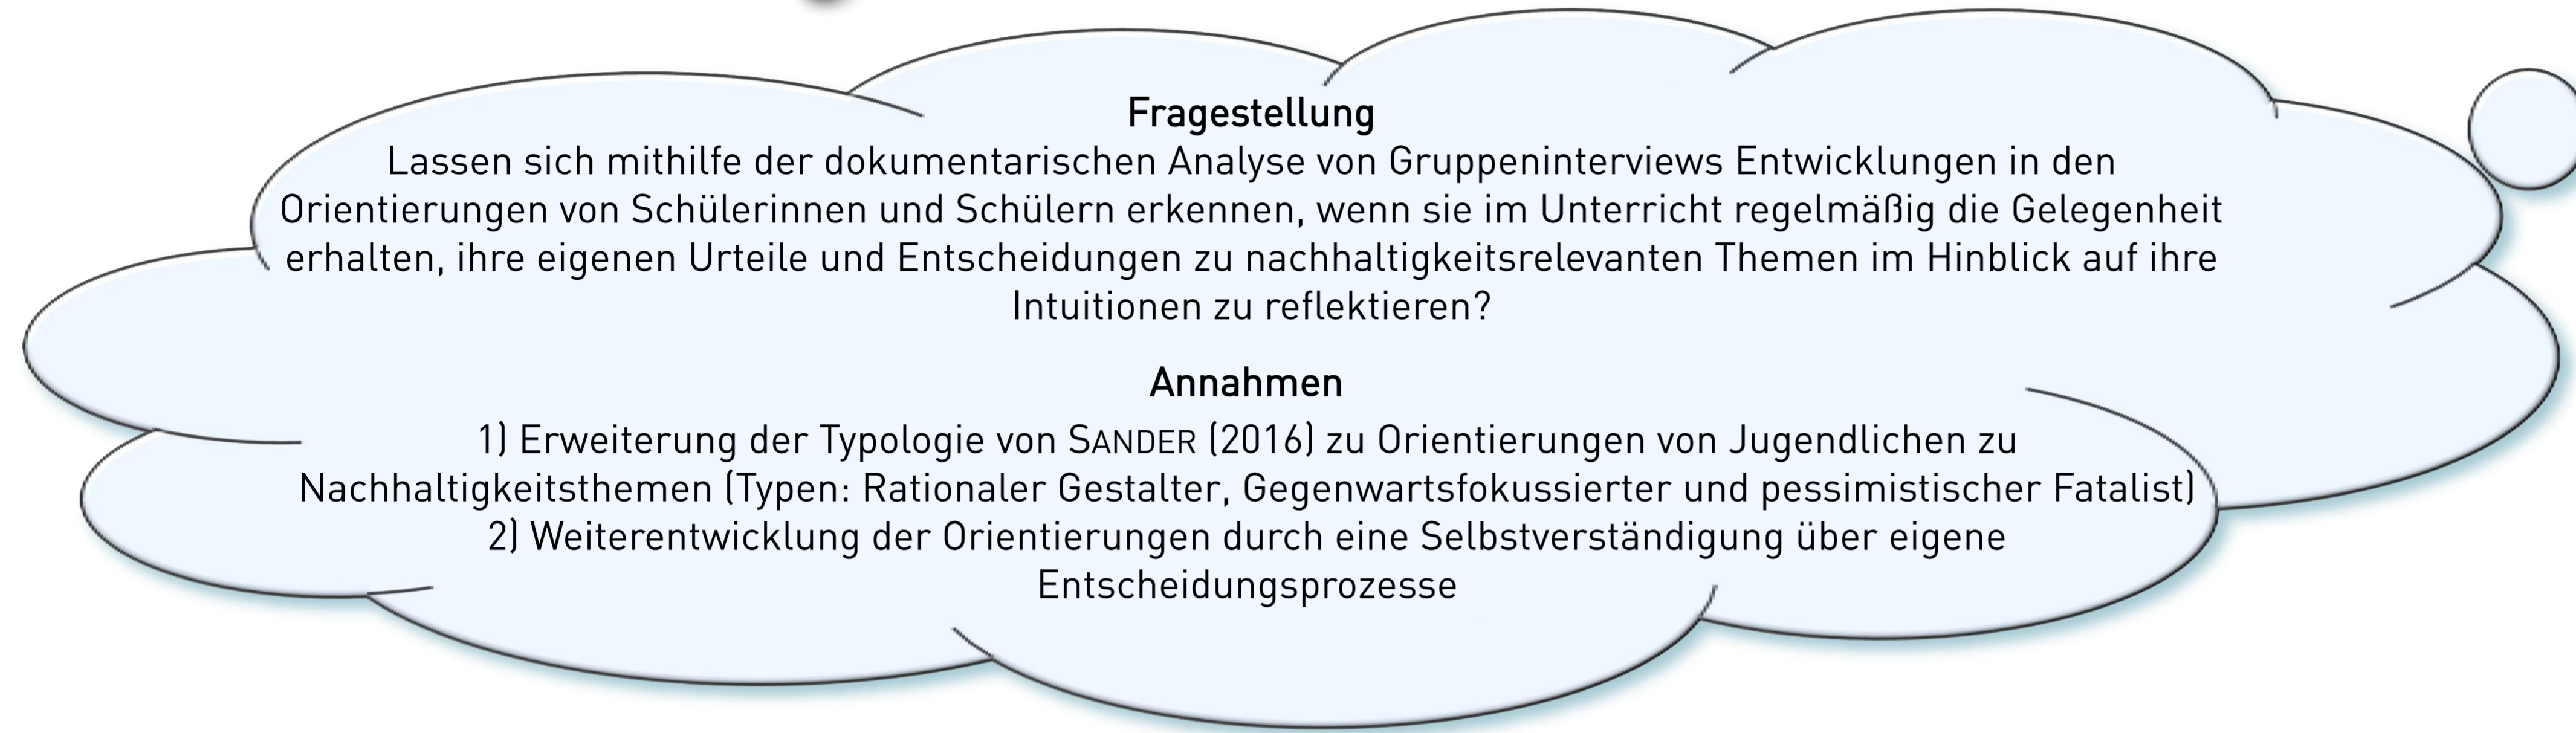 Fragestellung
Lassen sich mithilfe der dokumentarischen Analyse von Gruppeninterviews Entwicklungen in den
Orientierungen von Schülerinnen und Schülern erkennen, wenn sie im Unterricht regelmäßig die Gelegenheit
erhalten, ihre eigenen Urteile und Entscheidungen zu nachhaltigkeitsrelevanten Themen im Hinblick auf ihre
Intuitionen zu reflektieren?
Annahmen
1) Erweiterung der Typologie von SANDER (2016) zu Orientierungen von Jugendlichen zu
Nachhaltigkeitsthemen (Typen: Rationaler Gestalter, Gegenwartsfokussierter und pessimistischer Fatalist)
2) Weiterentwicklung der Orientierungen durch eine Selbstverständigung über eigene
Entscheidungsprozesse